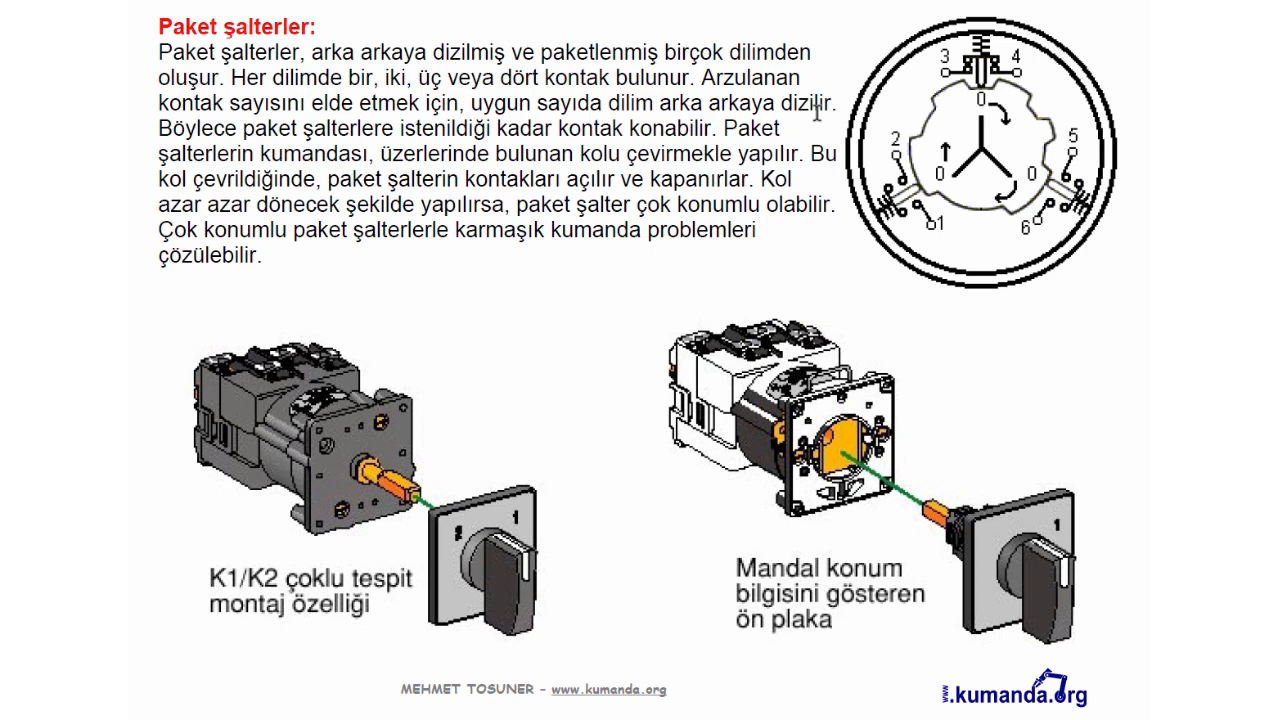 Paket şalterler:
Paket şalterler, arka arkaya dizilmiş ve paketlenmiş birçok dilimden
oluşur. Her dilimde bir, iki, üç veya dört kontak bulunur. Arzulanan
kontak sayısını elde etmek için, uygun sayıda dilim arka arkaya dizilir.
Böylece paket şalterlere istenildiği kadar kontak konabilir. Paket
şalterlerin kumandası, üzerlerinde bulunan kolu çevirmekle yapılır. Bu
kol çevrildiğinde, paket şalterin kontakları açılır ve kapanırlar. Kol
azar azar dönecek şekilde yapılırsa, paket şalter çok konumlu olabilir.
Çok konumlu paket şalterlerle karmaşık kumanda problemleri
çözülebilir.
3 4
0
2 5
0 0
1 6
1
K1/K2 çoklu tespit
montaj özelliği
1
Mandal konum
bilgisini gösteren
ön plaka
MEHMET TOSUNER - www.kumanda.org
www.kumanda.org